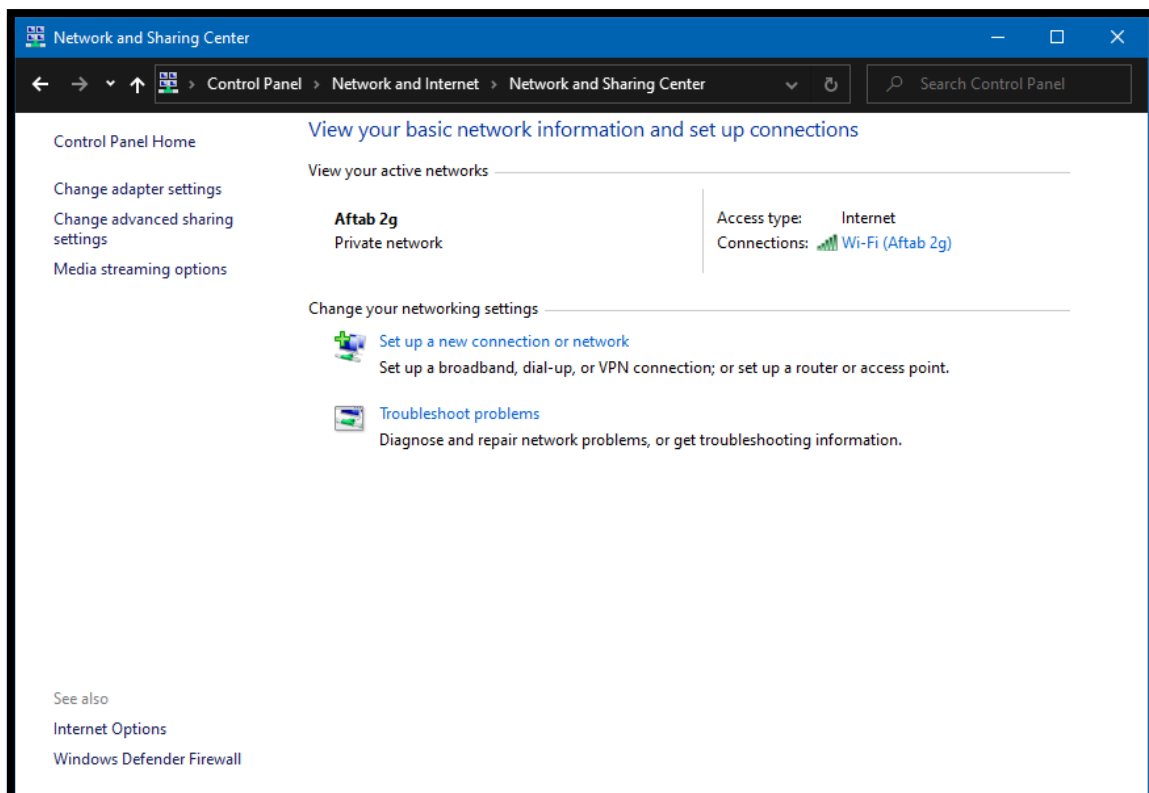 Network and Sharing Center
Control Panel > Network and Internet > Network and Sharing Center
Search Control Panel
Control Panel Home
Change adapter settings
Change advanced sharing
settings
Media streaming options
View your basic network information and set up connections
View your active networks
Aftab 2g
Private network
Access type: Internet
Connections: Wi-Fi (Aftab 2g)
Change your networking settings
Set up a new connection or network
Set up a broadband, dial-up, or VPN connection; or set up a router or access point.
Troubleshoot problems
Diagnose and repair network problems, or get troubleshooting information.
See also
Internet Options
Windows Defender Firewall